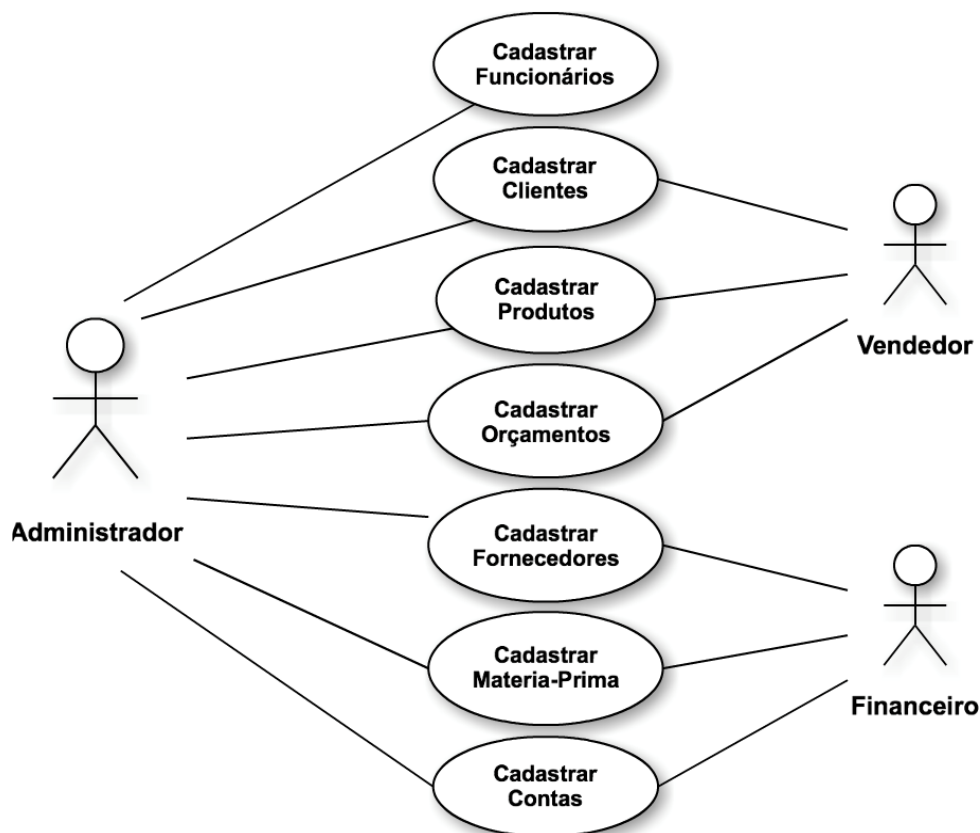 Cadastrar
Funcionários
Cadastrar
Clientes
Cadastrar
Produtos
Vendedor
Cadastrar
Orçamentos
Administrador
Cadastrar
Fornecedores
Cadastrar
Materia-Prima
Financeiro
Cadastrar
Contas